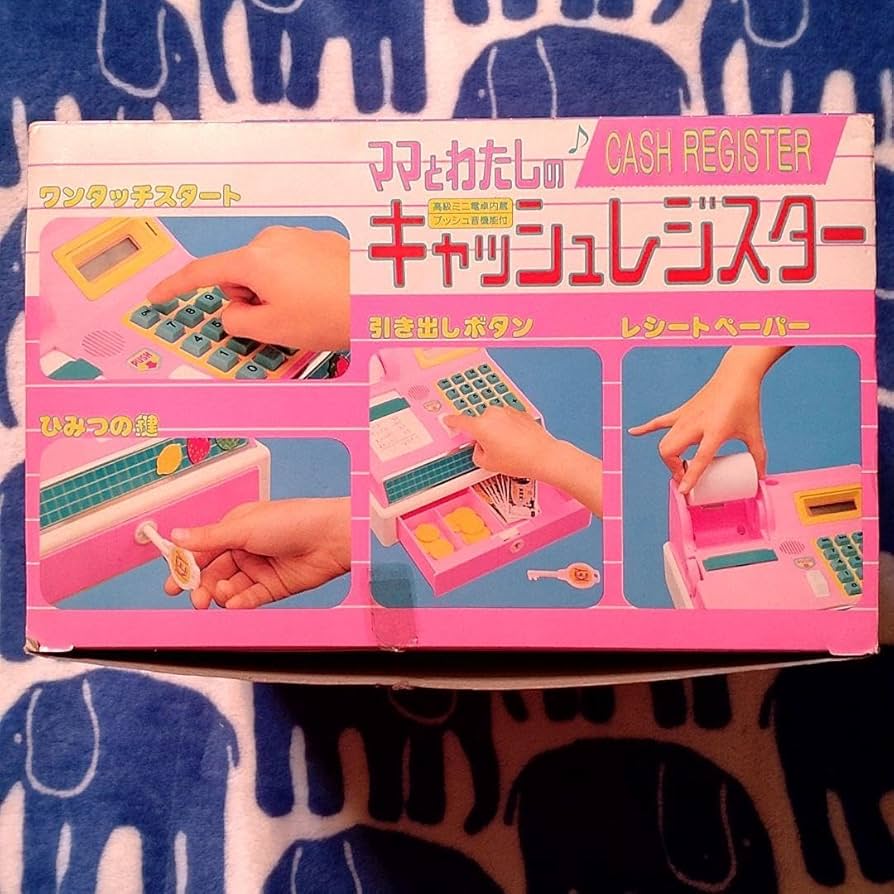 ママとわたしの
CASH REGISTER
高級ミニ電卓内蔵
プッシュ音機能付
キャッシュレジスター
ワンタッチスタート
PUSH
ひみつの鍵
引き出しボタン
レシートペーパー